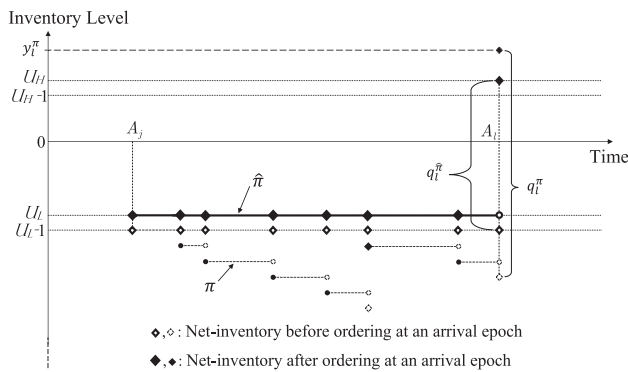 Inventory Level
y_l^π
U_H
U_H-1
A_j
A_l
0
Time
q_l^π̂
q_l^π
π̂
U_L
U_L-1
π
: Net-inventory before ordering at an arrival epoch
: Net-inventory after ordering at an arrival epoch